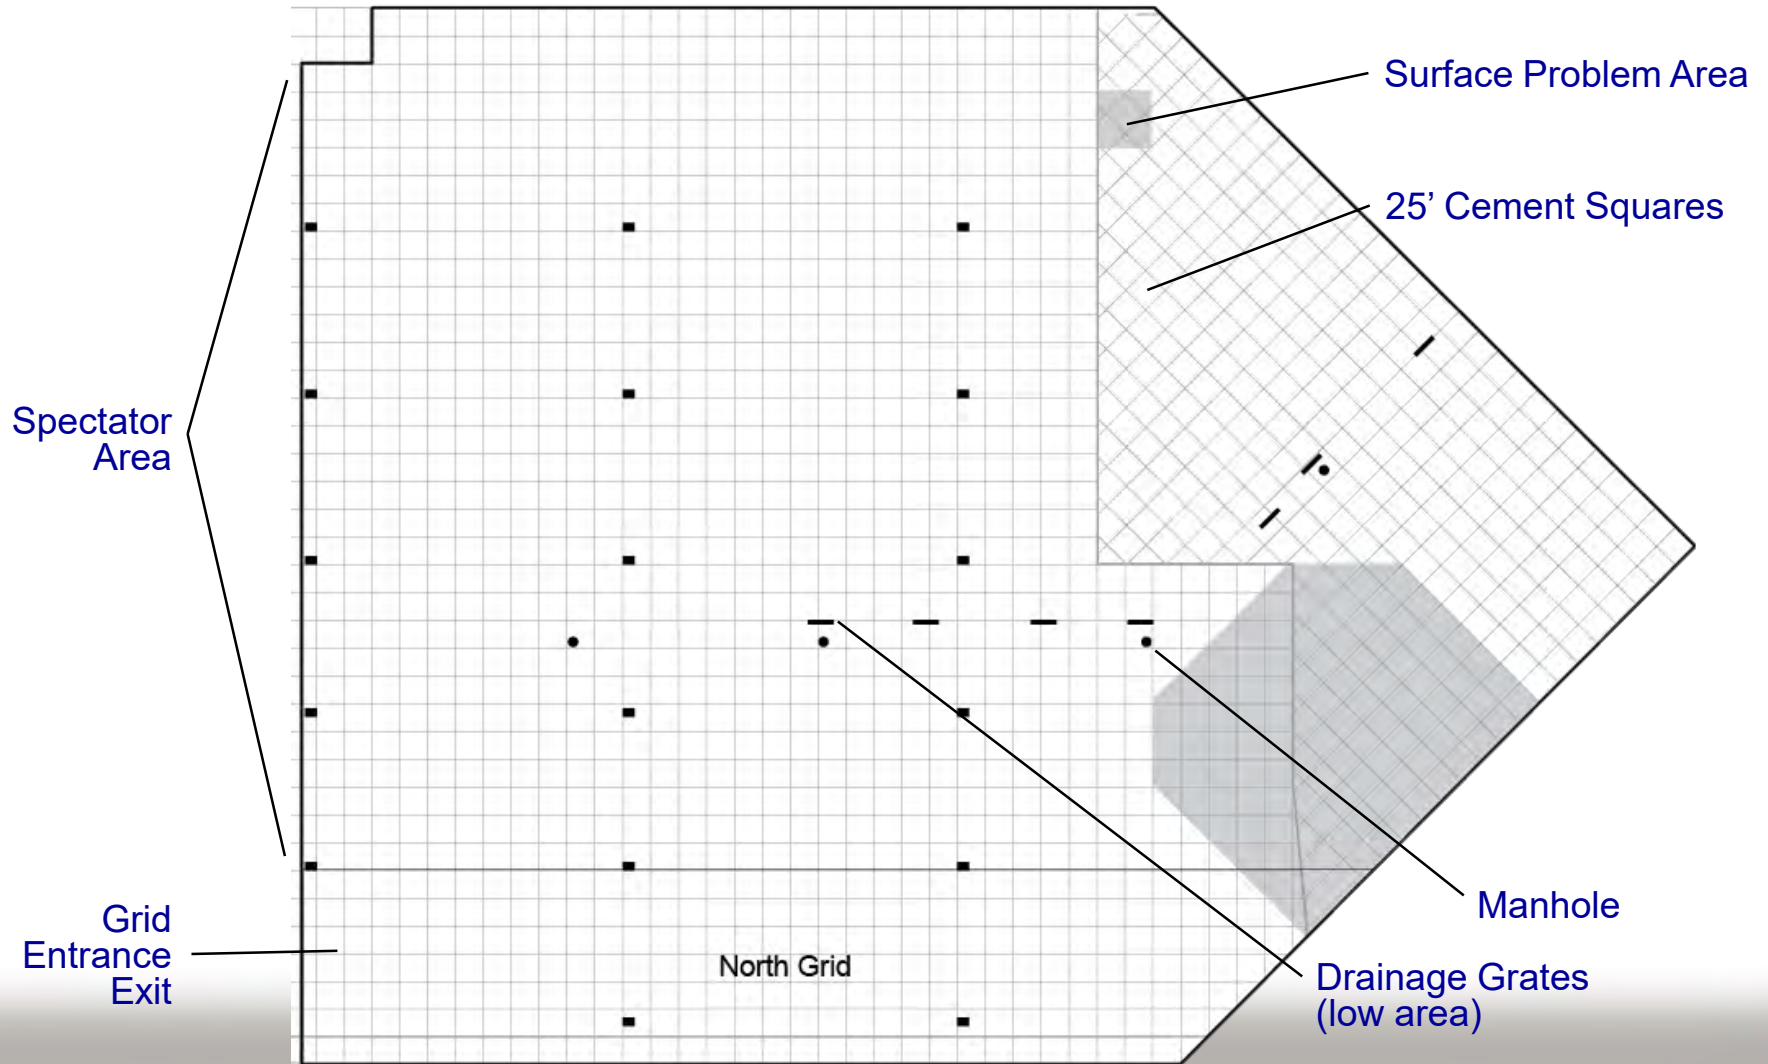 Surface Problem Area
25’ Cement Squares
Spectator
Area
Grid
Entrance
Exit
North Grid
Manhole
Drainage Grates
(low area)